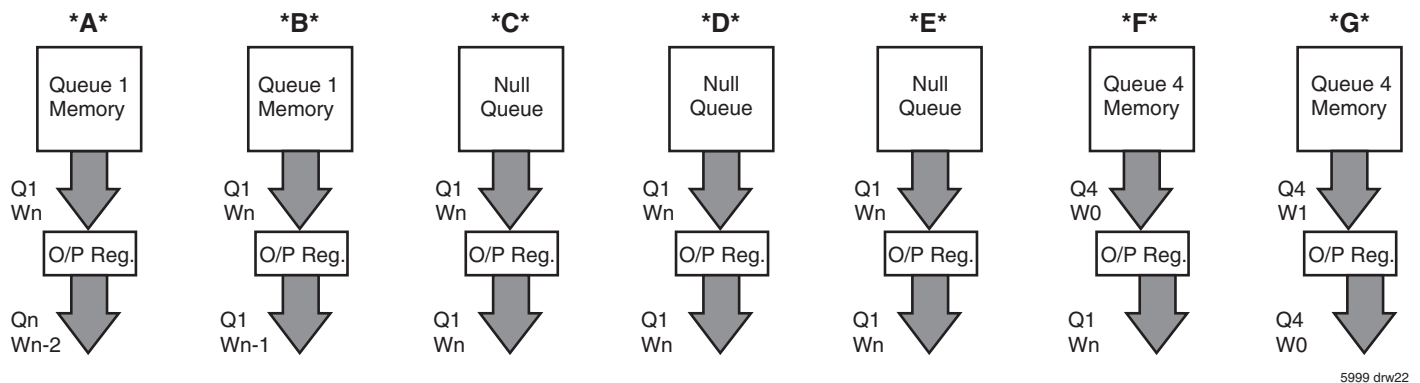 *A*
*B*
*C*
*D*
*E*
*F*
*G*
Queue 1
Memory
Queue 1
Memory
Null
Queue
Null
Queue
Null
Queue
Queue 4
Memory
Queue 4
Memory
Q1
Wn
Q1
Wn
Q1
Wn
Q1
Wn
Q1
Wn
Q4
W0
Q4
W1
O/P Reg.
O/P Reg.
O/P Reg.
O/P Reg.
O/P Reg.
O/P Reg.
O/P Reg.
Qn
Wn-2
Q1
Wn-1
Q1
Wn
Q1
Wn
Q1
Wn
Q1
Wn
Q4
W0
5999 drw22